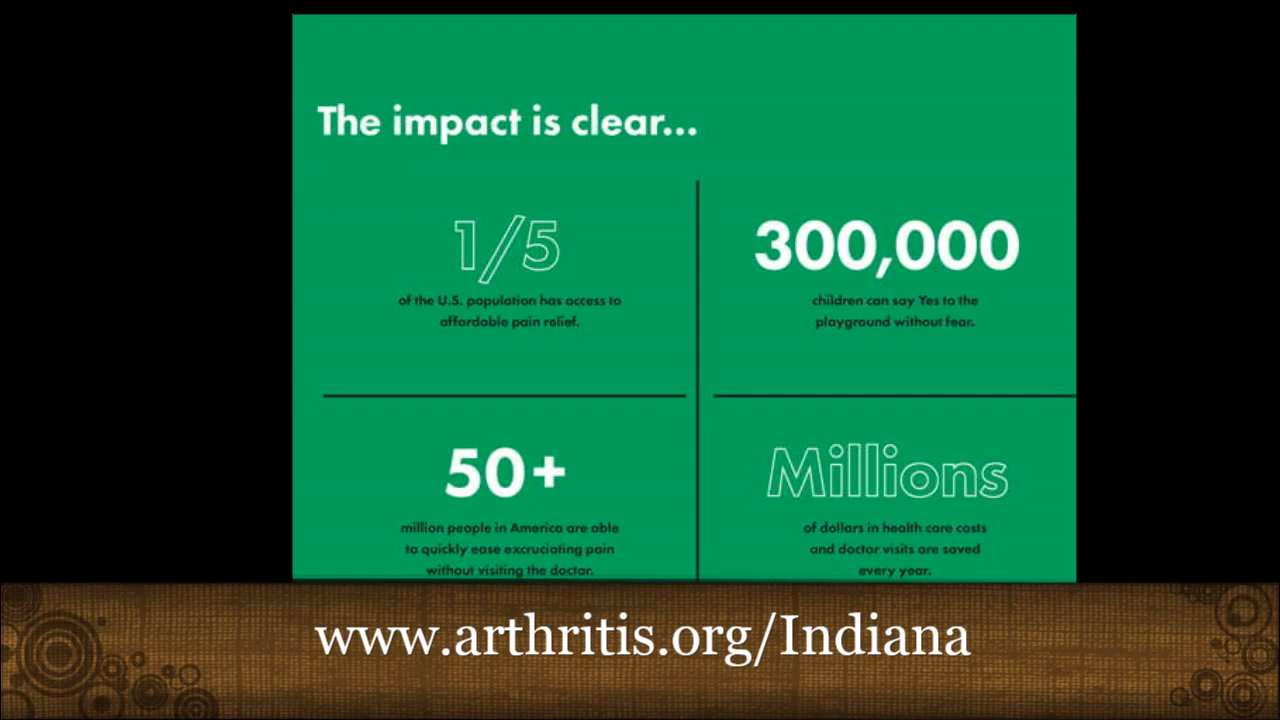 The impact is clear...
1/5
of the U.S. population has access to
affordable pain relief.
300,000
children can say Yes to the
playground without fear.
50+
million people in America are able
to quickly ease excruciating pain
without visiting the doctor.
Millions
of dollars in health care costs
and doctor visits are saved
every year.
www.arthritis.org/Indiana